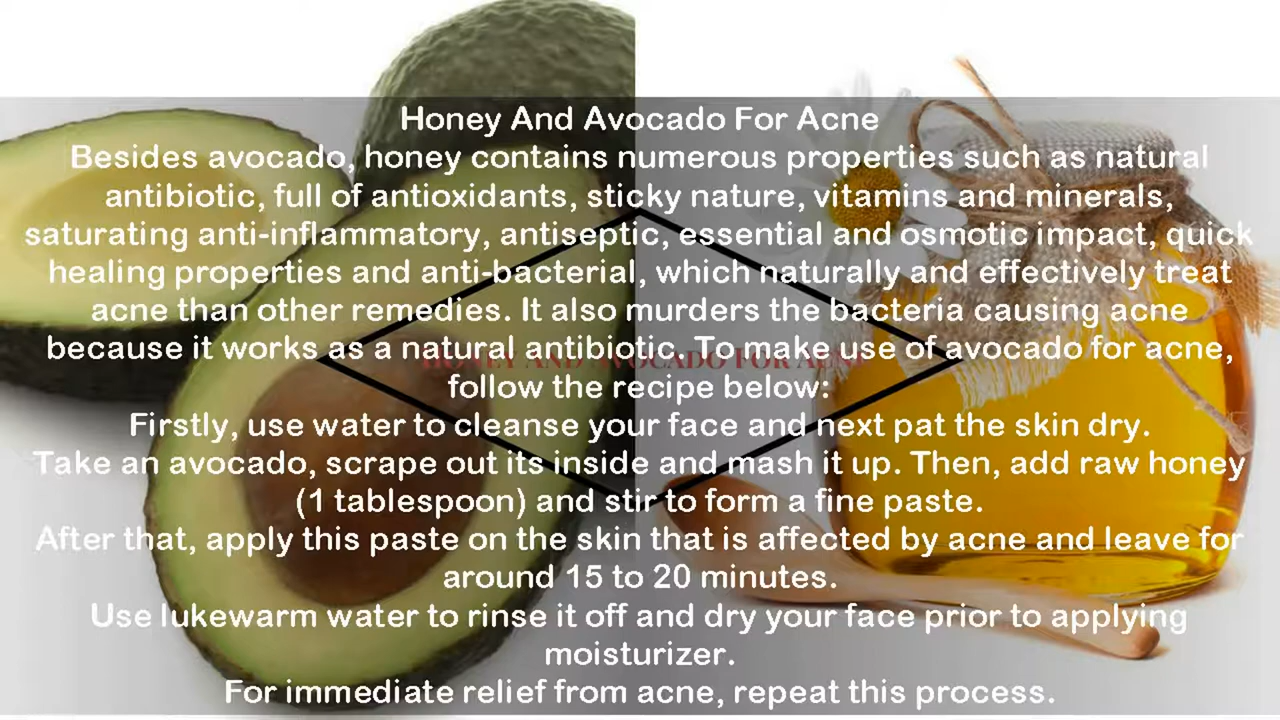 Honey And Avocado For Acne
Besides avocado, honey contains numerous properties such as natural
antibiotic, full of antioxidants, sticky nature, vitamins and minerals,
saturating anti-inflammatory, antiseptic, essential and osmotic impact, quick
healing properties and anti-bacterial, which naturally and effectively treat
acne than other remedies. It also murders the bacteria causing acne
because it works as a natural antibiotic. To make use of avocado for acne,
HONEY AND AVOCADO FOR ACNE
follow the recipe below:
Firstly, use water to cleanse your face and next pat the skin dry.
Take an avocado, scrape out its inside and mash it up. Then, add raw honey
(1 tablespoon) and stir to form a fine paste.
After that, apply this paste on the skin that is affected by acne and leave for
around 15 to 20 minutes.
Use lukewarm water to rinse it off and dry your face prior to applying
moisturizer.
For immediate relief from acne, repeat this process.